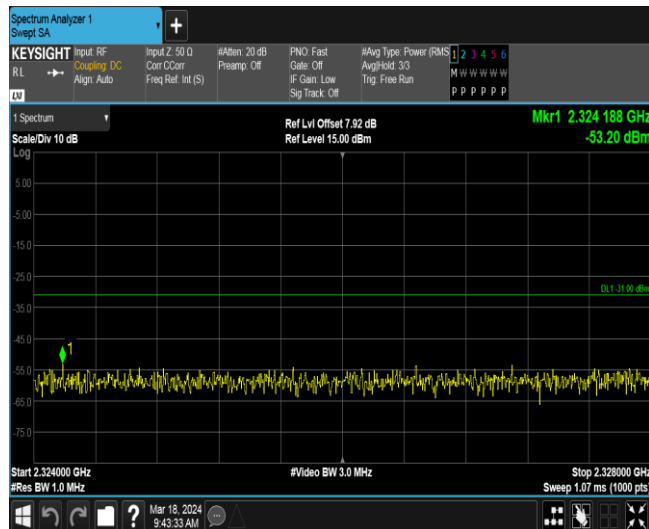 Spectrum Analyzer 1
Swept SA
+
KEYSIGHT
RL
LXI
Input: RF
Coupling: DC
Align: Auto
Input Z: 50 Ω
Corr CCorr
Freq Ref: Int (S)
#Atten: 20 dB
Preamp: Off
PNO: Fast
Gate: Off
IF Gain: Low
Sig Track: Off
#Avg Type: Power (RMS
Avg|Hold: 3/3
Trig: Free Run
1 2 3 4 5 6
M W W W W W
P P P P P P
1 Spectrum
Scale/Div 10 dB
Log
Ref Lvl Offset 7.92 dB
Ref Level 15.00 dBm
Mkr1 2.324 188 GHz
-53.20 dBm
5.00
-5.00
-15.0
-25.0
DL1 -31.00 dBm
-35.0
-45.0
1
-55.0
-65.0
-75.0
Start 2.324000 GHz
#Res BW 1.0 MHz
#Video BW 3.0 MHz
Stop 2.328000 GHz
Sweep 1.07 ms (1000 pts)
?
Mar 18, 2024
9:43:33 AM